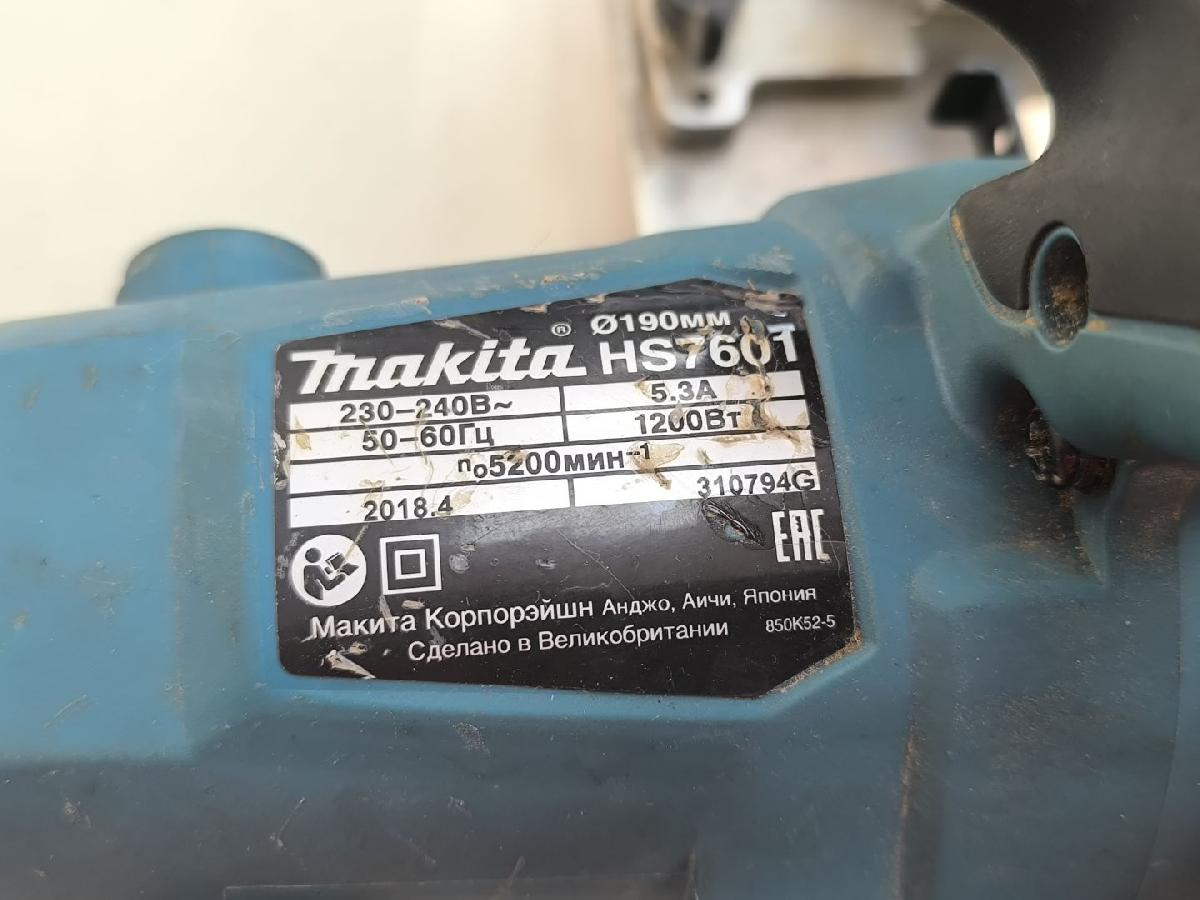 ® Ø190мм
makita HS7601
230-240В~ 5.3А
50-60Гц 1200Вт
n₀5200мин⁻¹
2018.4 310794G
EAC
Макита Корпорэйшн Анджо, Аичи, Япония
Сделано в Великобритании 850K52-5